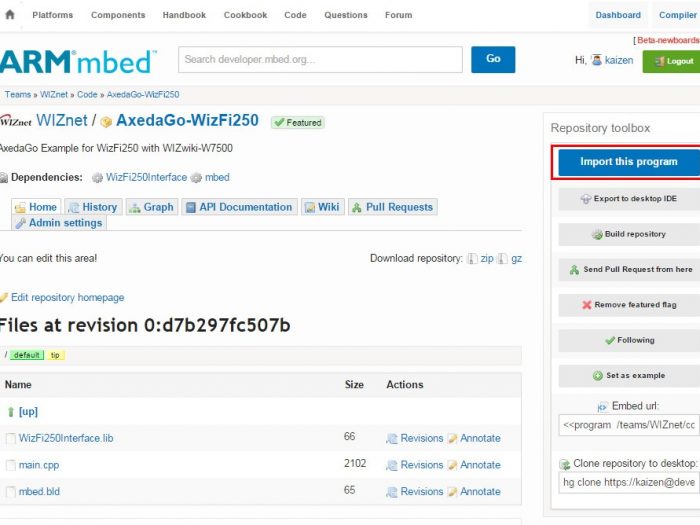 Platforms Components Handbook Cookbook Code Questions Forum Dashboard Compiler
[ Beta-newboards
ARM®mbed™ Search developer.mbed.org... Go Hi, kaizen Logout
Teams » WIZnet » Code » AxedaGo-WizFi250
WIZnet WIZnet / AxedaGo-WizFi250 Featured
AxedaGo Example for WizFi250 with WIZwiki-W7500
Dependencies: WizFi250Interface mbed
Home History Graph API Documentation Wiki Pull Requests
Admin settings
You can edit this area! Download repository: zip gz
Edit repository homepage
Files at revision 0:d7b297fc507b
/ default tip
Name Size Actions
[up]
WizFi250Interface.lib 66 Revisions Annotate
main.cpp 2102 Revisions Annotate
mbed.bld 65 Revisions Annotate
Repository toolbox
Import this program
Export to desktop IDE
Build repository
Send Pull Request from here
Remove featured flag
Following
Set as example
Embed url:
<<program /teams/WIZnet/cc
Clone repository to desktop:
hg clone https://kaizen@deve